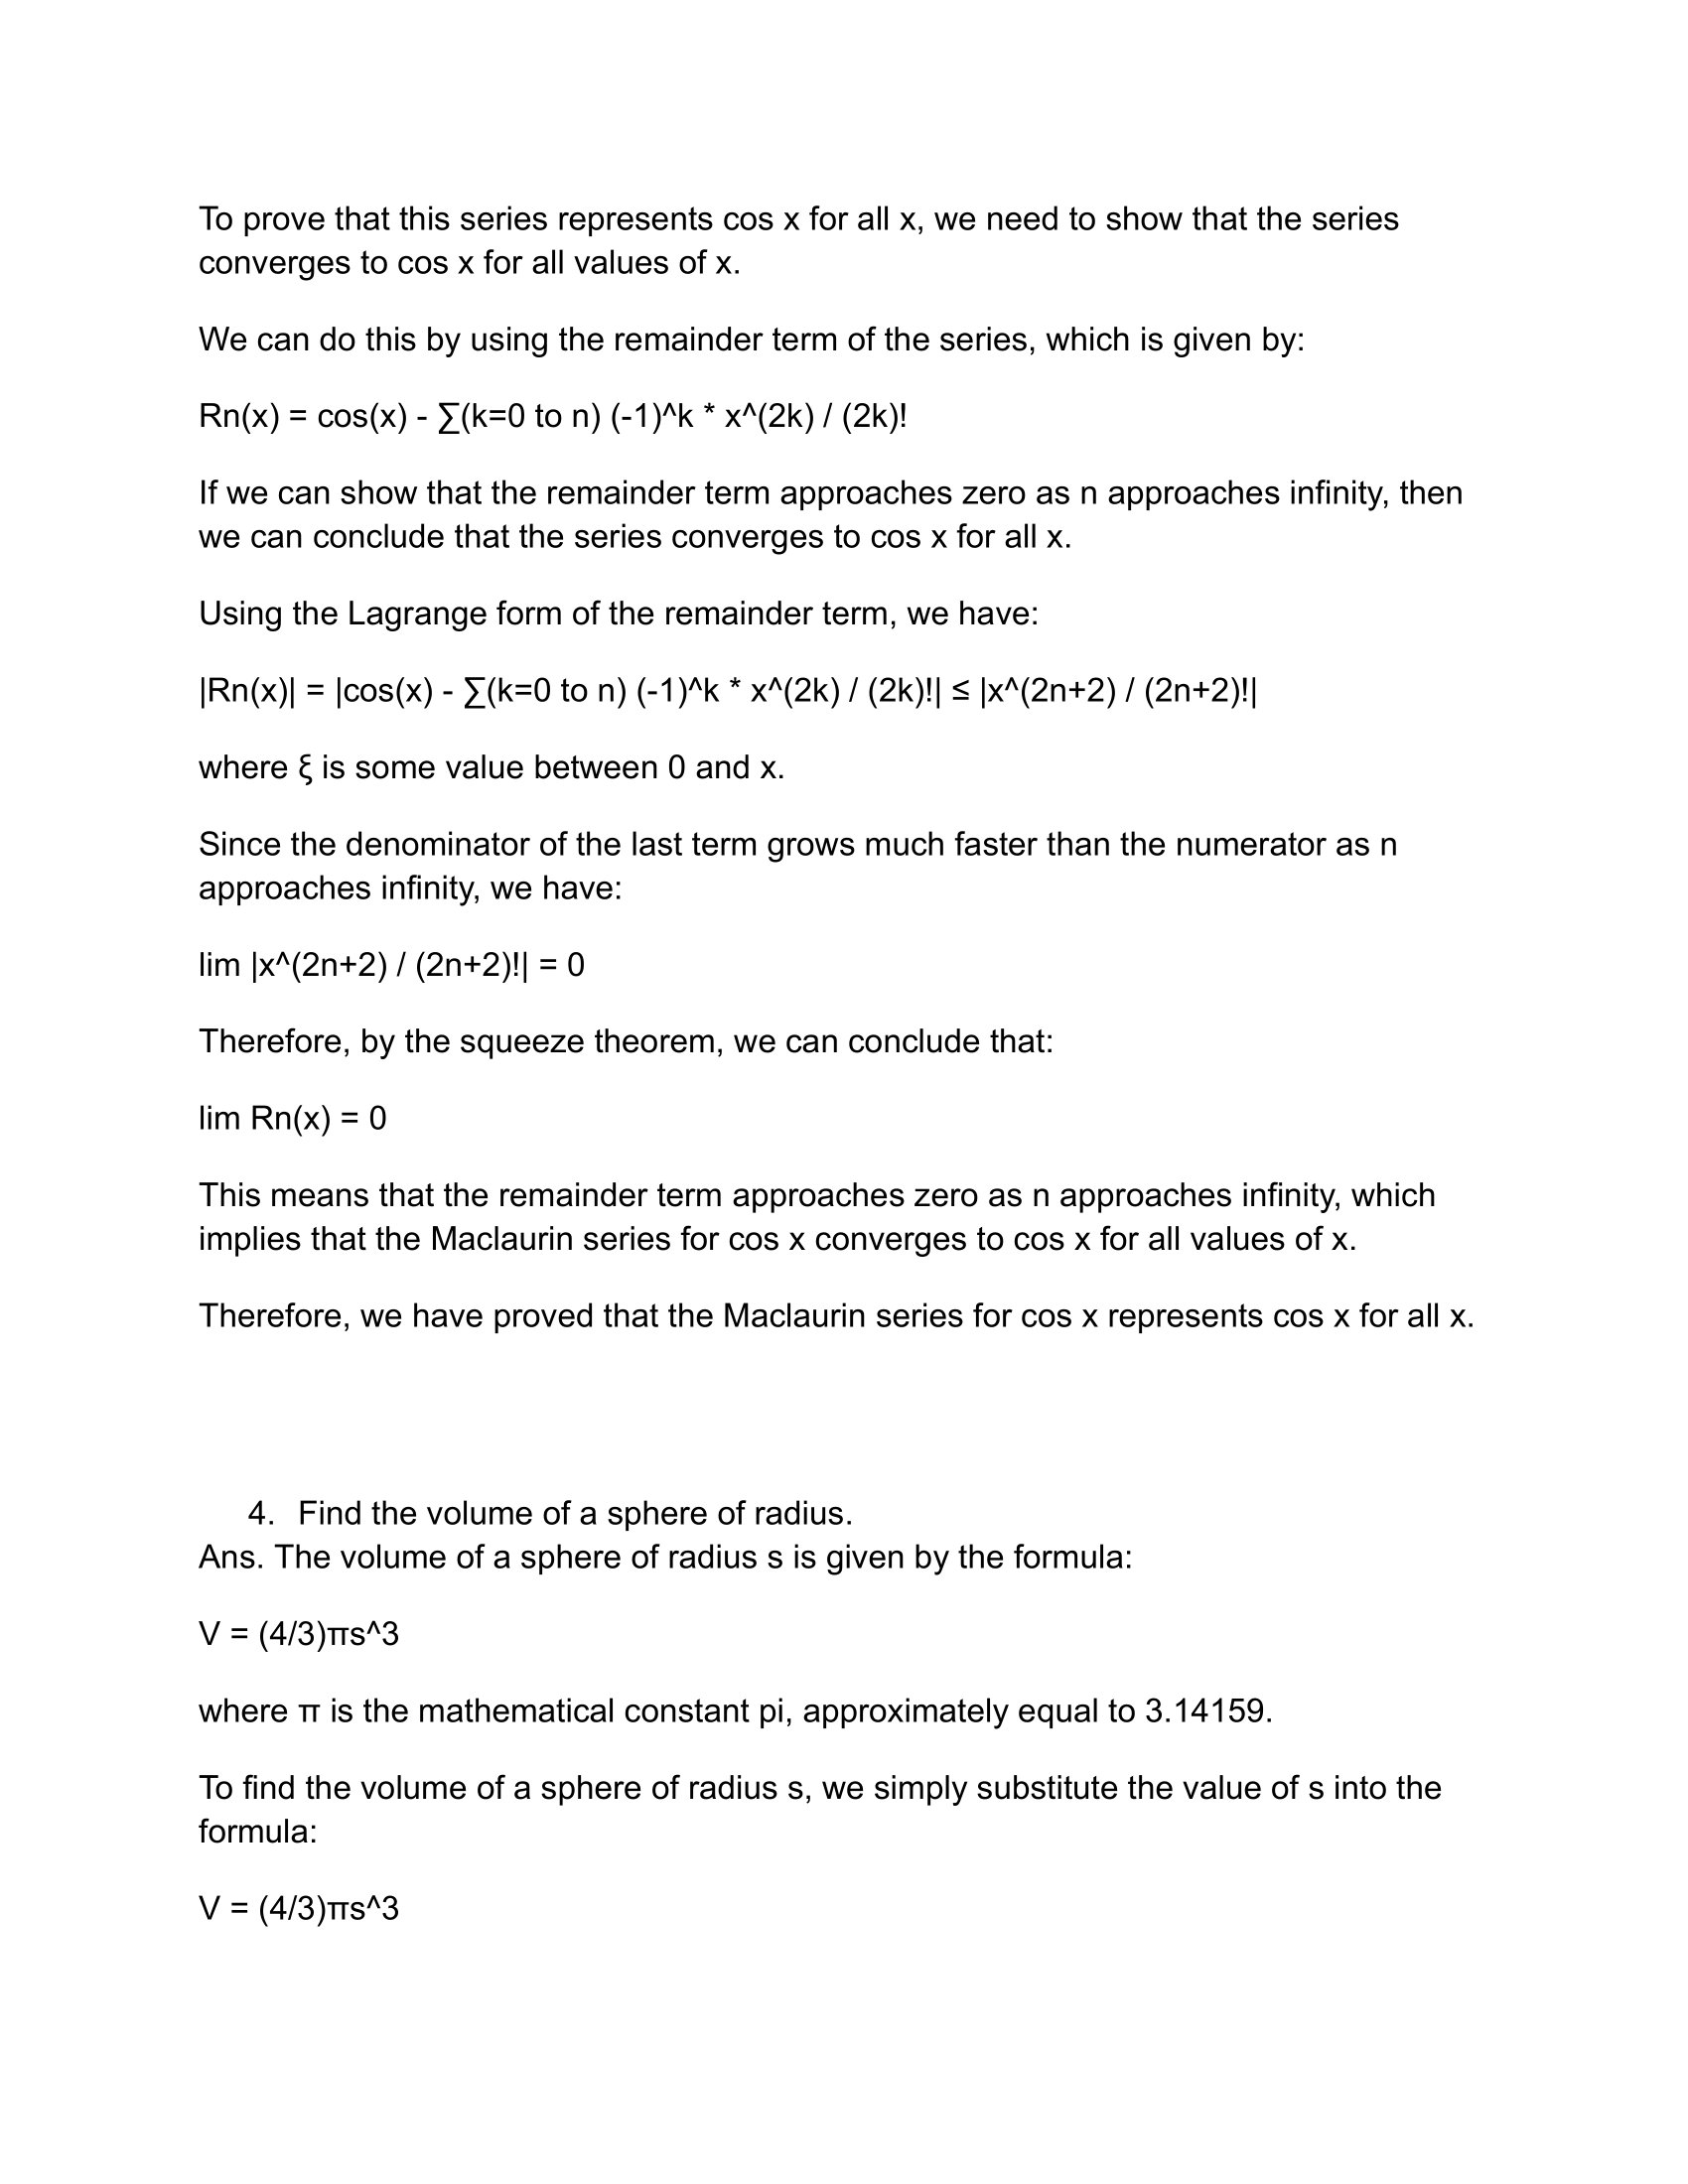 To prove that this series represents cos x for all x, we need to show that the series
converges to cos x for all values of x.
We can do this by using the remainder term of the series, which is given by:
Rn(x) = cos(x) - ∑(k=0 to n) (-1)^k * x^(2k) / (2k)!
If we can show that the remainder term approaches zero as n approaches infinity, then
we can conclude that the series converges to cos x for all x.
Using the Lagrange form of the remainder term, we have:
|Rn(x)| = |cos(x) - ∑(k=0 to n) (-1)^k * x^(2k) / (2k)!| ≤ |x^(2n+2) / (2n+2)!|
where ξ is some value between 0 and x.
Since the denominator of the last term grows much faster than the numerator as n
approaches infinity, we have:
lim |x^(2n+2) / (2n+2)!| = 0
Therefore, by the squeeze theorem, we can conclude that:
lim Rn(x) = 0
This means that the remainder term approaches zero as n approaches infinity, which
implies that the Maclaurin series for cos x converges to cos x for all values of x.
Therefore, we have proved that the Maclaurin series for cos x represents cos x for all x.
4. Find the volume of a sphere of radius.
Ans. The volume of a sphere of radius s is given by the formula:
V = (4/3)πs^3
where π is the mathematical constant pi, approximately equal to 3.14159.
To find the volume of a sphere of radius s, we simply substitute the value of s into the
formula:
V = (4/3)πs^3